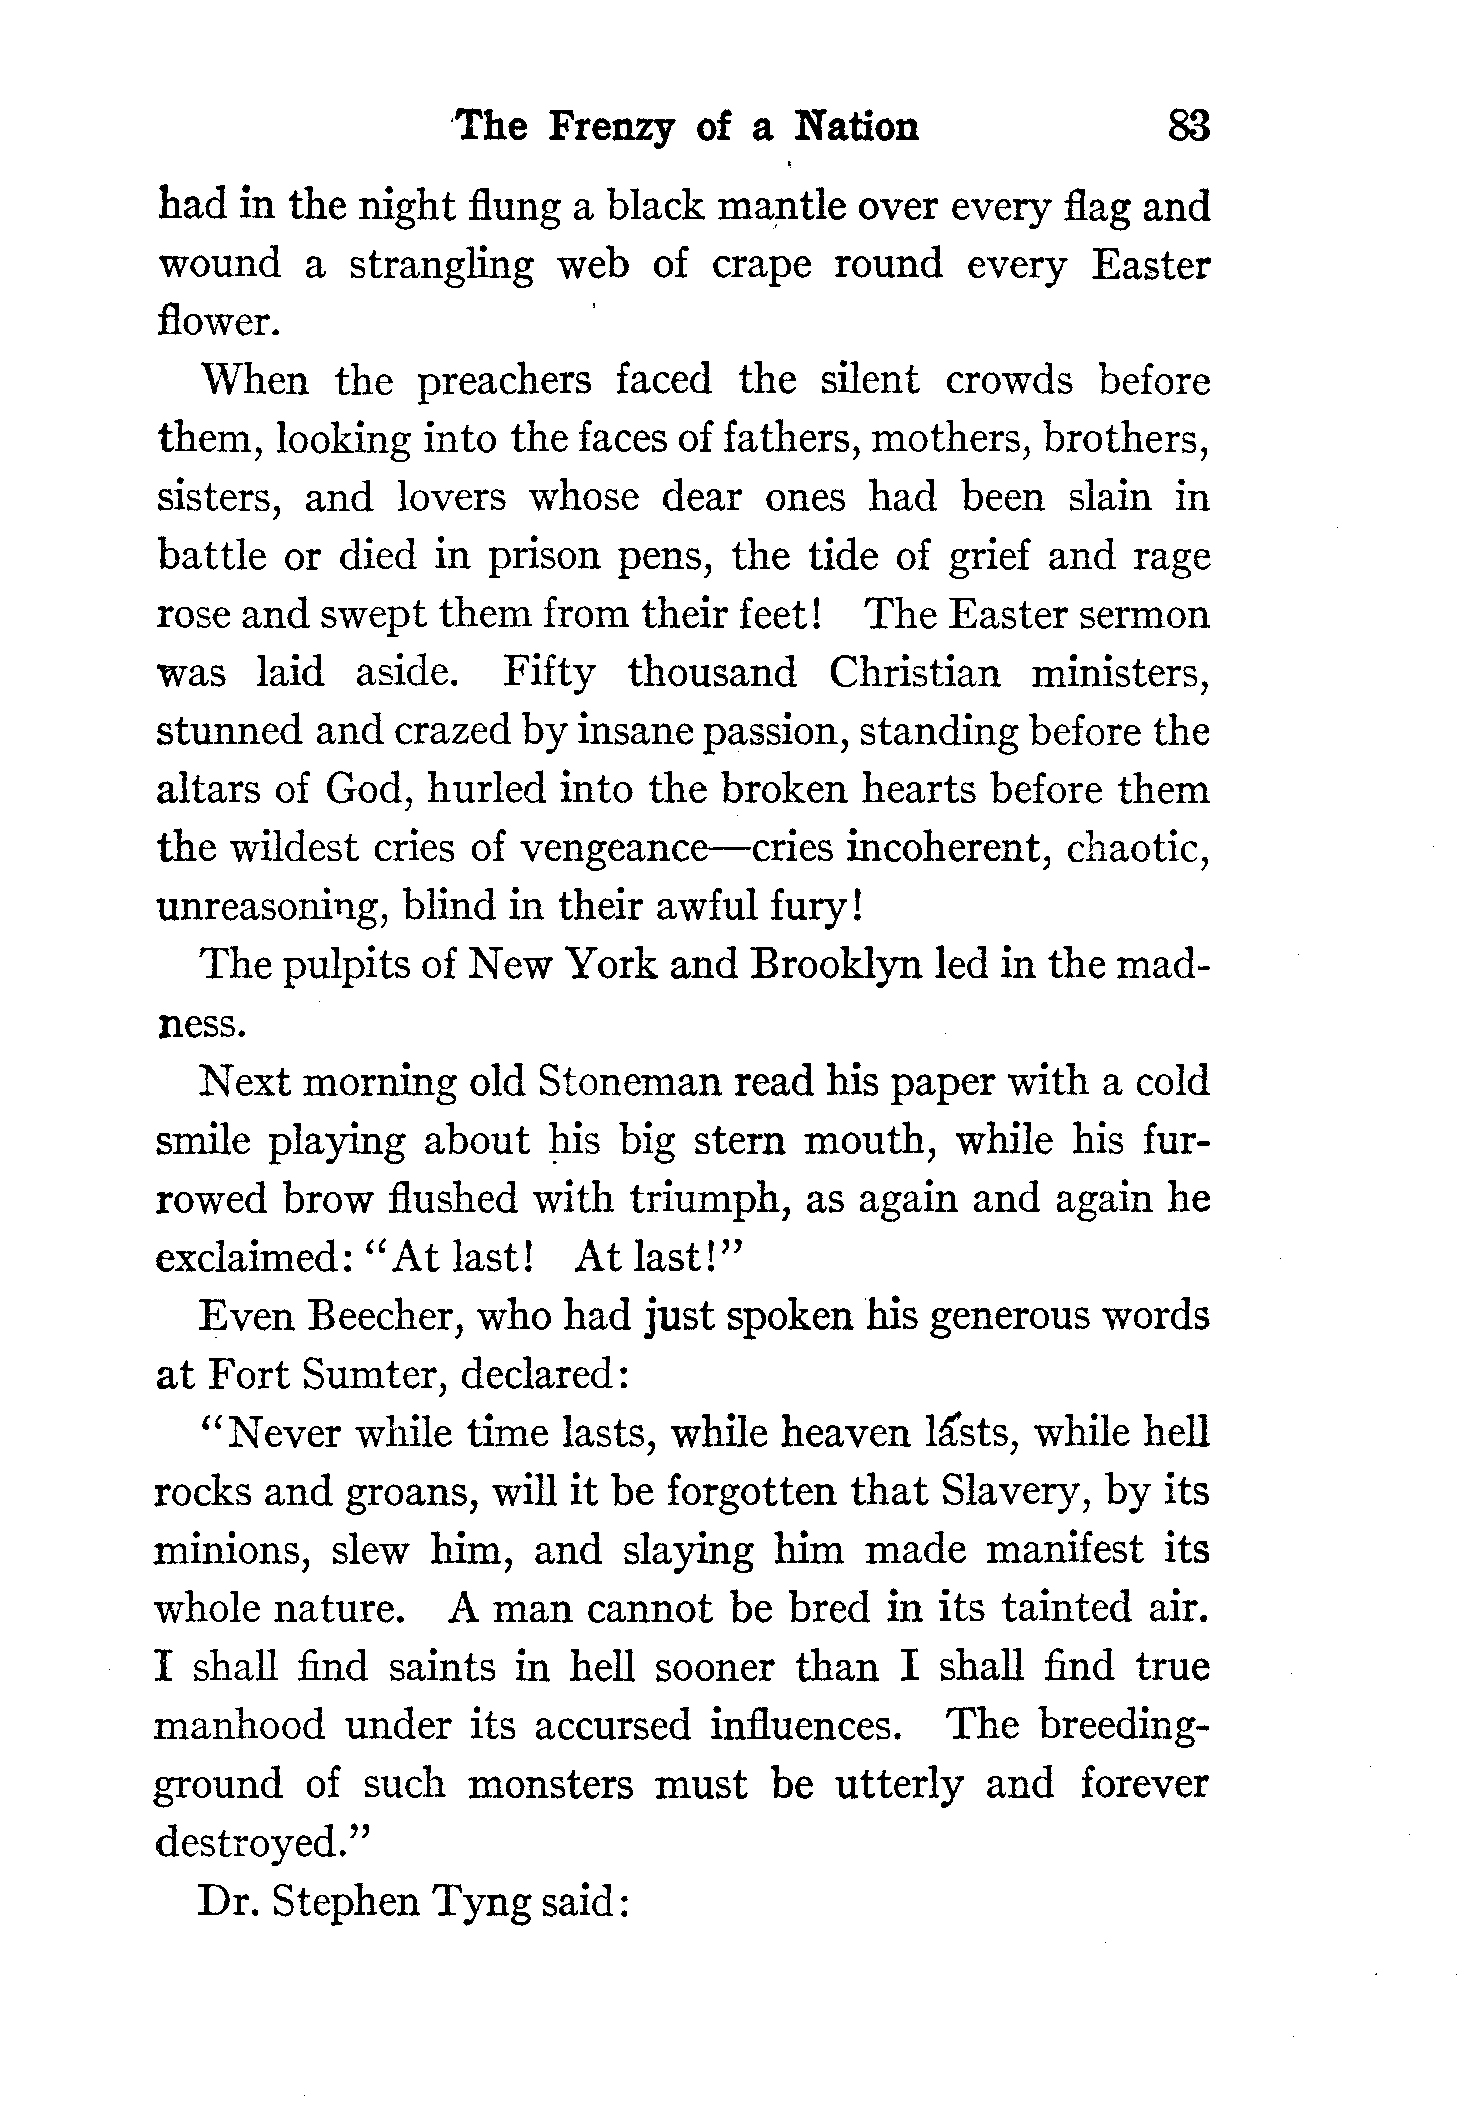 The Frenzy of a Nation 83
had in the night flung a black mantle over every flag and
wound a strangling web of crape round every Easter
flower.
When the preachers faced the silent crowds before
them, looking into the faces of fathers, mothers, brothers,
sisters, and lovers whose dear ones had been slain in
battle or died in prison pens, the tide of grief and rage
rose and swept them from their feet! The Easter sermon
was laid aside. Fifty thousand Christian ministers,
stunned and crazed by insane passion, standing before the
altars of God, hurled into the broken hearts before them
the wildest cries of vengeance—cries incoherent, chaotic,
unreasoning, blind in their awful fury!
The pulpits of New York and Brooklyn led in the mad-
ness.
Next morning old Stoneman read his paper with a cold
smile playing about his big stern mouth, while his fur-
rowed brow flushed with triumph, as again and again he
exclaimed: "At last! At last!"
Even Beecher, who had just spoken his generous words
at Fort Sumter, declared:
"Never while time lasts, while heaven lasts, while hell
rocks and groans, will it be forgotten that Slavery, by its
minions, slew him, and slaying him made manifest its
whole nature. A man cannot be bred in its tainted air.
I shall find saints in hell sooner than I shall find true
manhood under its accursed influences. The breeding-
ground of such monsters must be utterly and forever
destroyed."
Dr. Stephen Tyng said: